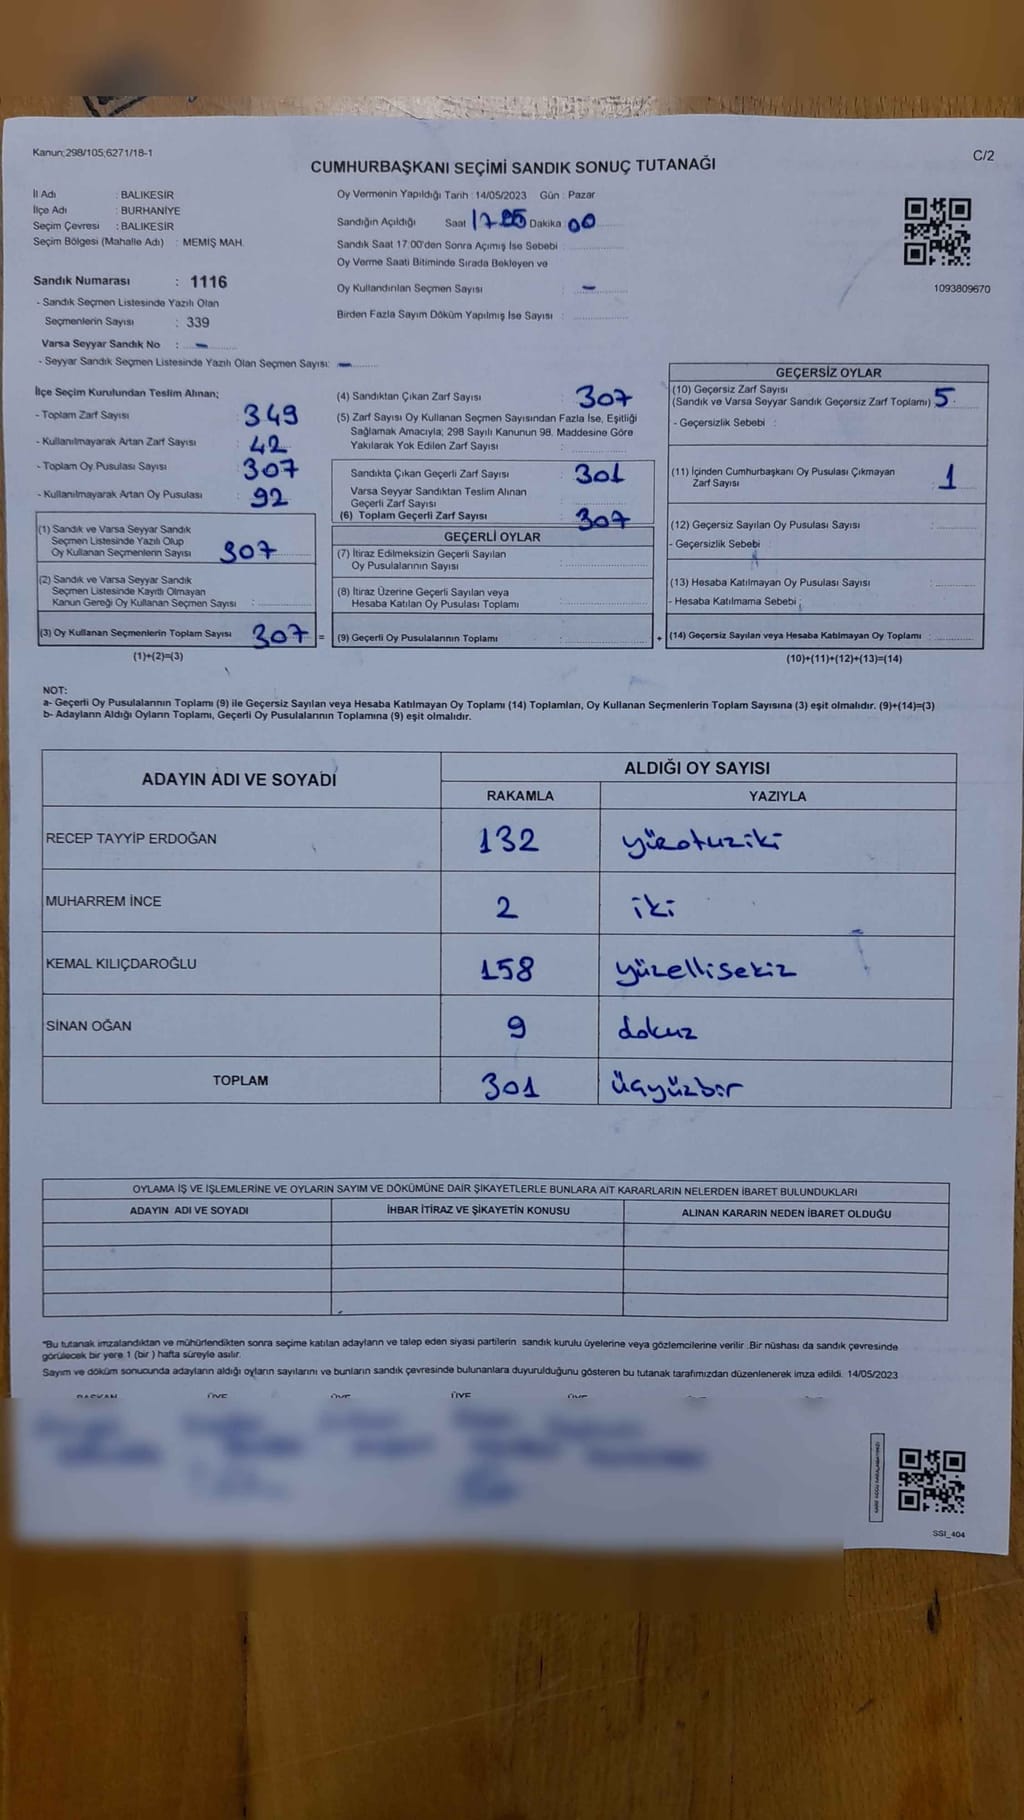 Kanun;298/105;6271/18-1
C/2
CUMHURBAŞKANI SEÇİMİ SANDIK SONUÇ TUTANAĞI
İl Adı : BALIKESİR
İlçe Adı : BURHANİYE
Seçim Çevresi : BALIKESİR
Seçim Bölgesi (Mahalle Adı) : MEMİŞ MAH.
Sandık Numarası : 1116
- Sandık Seçmen Listesinde Yazılı Olan
Seçmenlerin Sayısı : 339
Varsa Seyyar Sandık No : -
- Seyyar Sandık Seçmen Listesinde Yazılı Olan Seçmen Sayısı: -
Oy Vermenin Yapıldığı Tarih : 14/05/2023 Gün : Pazar
Sandığın Açıldığı Saat Dakika : 00
Sandık Saat 17:00'den Sonra Açımış İse Sebebi :
Oy Verme Saati Bitiminde Sırada Bekleyen ve
Oy Kullandırılan Seçmen Sayısı : -
Birden Fazla Sayım Döküm Yapılmış İse Sayısı :
1093809670
İlçe Seçim Kurulundan Teslim Alınan;
- Toplam Zarf Sayısı : 349
- Kullanılmayarak Artan Zarf Sayısı : 42
- Toplam Oy Pusulası Sayısı : 307
- Kullanılmayarak Artan Oy Pusulası : 92
(1) Sandık ve Varsa Seyyar Sandık
Seçmen Listesinde Yazılı Olup
Oy Kullanan Seçmenlerin Sayısı 307
(2) Sandık ve Varsa Seyyar Sandık
Seçmen Listesinde Kayıtlı Olmayan
Kanun Gereği Oy Kullanan Seçmen Sayısı :
(3) Oy Kullanan Seçmenlerin Toplam Sayısı 307 =
(1)+(2)=(3)
(4) Sandıktan Çıkan Zarf Sayısı : 307
(5) Zarf Sayısı Oy Kullanan Seçmen Sayısından Fazla İse, Eşitliği
Sağlamak Amacıyla; 298 Sayılı Kanunun 98. Maddesine Göre
Yakılarak Yok Edilen Zarf Sayısı :
Sandıkta Çıkan Geçerli Zarf Sayısı : 301
Varsa Seyyar Sandıktan Teslim Alınan
Geçerli Zarf Sayısı :
(6) Toplam Geçerli Zarf Sayısı : 307
GEÇERLİ OYLAR
(7) İtiraz Edilmeksizin Geçerli Sayılan
Oy Pusulalarının Sayısı :
(8) İtiraz Üzerine Geçerli Sayılan veya
Hesaba Katılan Oy Pusulası Toplamı :
(9) Geçerli Oy Pusulalarının Toplamı : +
GEÇERSİZ OYLAR
(10) Geçersiz Zarf Sayısı
(Sandık ve Varsa Seyyar Sandık Geçersiz Zarf Toplamı) : 5
- Geçersizlik Sebebi :
(11) İçinden Cumhurbaşkanı Oy Pusulası Çıkmayan
Zarf Sayısı : 1
(12) Geçersiz Sayılan Oy Pusulası Sayısı :
- Geçersizlik Sebebi :
(13) Hesaba Katılmayan Oy Pusulası Sayısı :
- Hesaba Katılmama Sebebi :
(14) Geçersiz Sayılan veya Hesaba Katılmayan Oy Toplamı :
(10)+(11)+(12)+(13)=(14)
NOT:
a- Geçerli Oy Pusulalarının Toplamı (9) ile Geçersiz Sayılan veya Hesaba Katılmayan Oy Toplamı (14) Toplamları, Oy Kullanan Seçmenlerin Toplam Sayısına (3) eşit olmalıdır. (9)+(14)=(3)
b- Adayların Aldığı Oyların Toplamı, Geçerli Oy Pusulalarının Toplamına (9) eşit olmalıdır.
ADAYIN ADI VE SOYADI
ALDIĞI OY SAYISI
RAKAMLA YAZIYLA
RECEP TAYYİP ERDOĞAN 132 yüzotuziki
MUHARREM İNCE 2 iki
KEMAL KILIÇDAROĞLU 158 yüzellisekiz
SİNAN OĞAN 9 dokuz
TOPLAM 301 üçyüzbir
OYLAMA İŞ VE İŞLEMLERİNE VE OYLARIN SAYIM VE DÖKÜMÜNE DAİR ŞİKAYETLERLE BUNLARA AİT KARARLARIN NELERDEN İBARET BULUNDUKLARI
ADAYIN ADI VE SOYADI İHBAR İTİRAZ VE ŞİKAYETİN KONUSU ALINAN KARARIN NEDEN İBARET OLDUĞU
*Bu tutanak imzalandıktan ve mühürlendikten sonra seçime katılan adayların ve talep eden siyasi partilerin sandık kurulu üyelerine veya gözlemcilerine verilir. Bir nüshası da sandık çevresinde
görülecek bir yere 1 (bir ) hafta süreyle asılır.
Sayım ve döküm sonucunda adayların aldığı oyların sayılarını ve bunların sandık çevresinde bulunanlara duyurulduğunu gösteren bu tutanak tarafımızdan düzenlenerek imza edildi. 14/05/2023
BAŞKAN ÜYE ÜYE ÜYE ÜYE
SSI_404